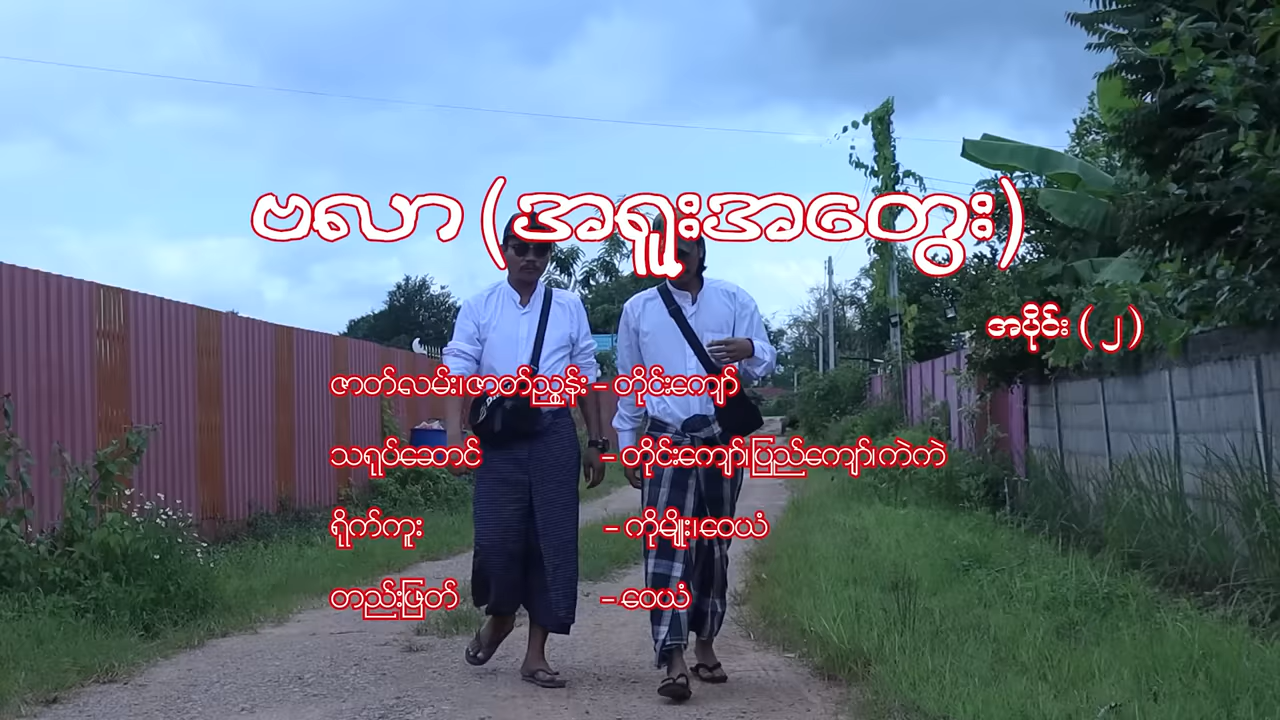 ဗလာ (အရူးအတွေး)
အပိုင်း (၂)
ဇာတ်လမ်း၊ဇာတ်ညွှန်း – တိုင်းကျော်
သရုပ်ဆောင် – တိုင်းကျော်၊ပြည်ကျော်၊ကဲကဲ
ရိုက်ကူး – ကိုမျိုး၊ဝေယံ
တည်းဖြတ် – ဝေယံ